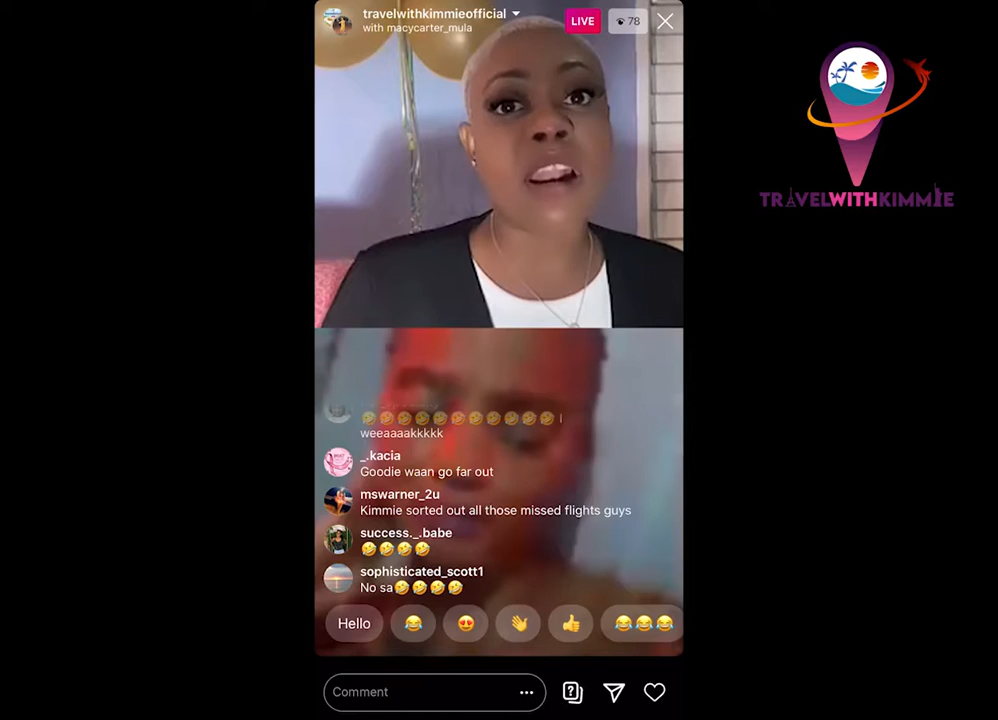 travelwithkimmieofficial
with macycarter_mula
LIVE
78
TRAVELWITHKIMMIE
🤣🤣🤣🤣🤣🤣🤣🤣🤣🤣🤣 I
weeaaaakkkkk
_.kacia
Goodie waan go far out
mswarner_2u
Kimmie sorted out all those missed flights guys
success._.babe
🤣🤣🤣🤣
sophisticated_scott1
No sa🤣🤣🤣🤣
Hello 😂 😍 👋 👍 😂😂😂
Comment